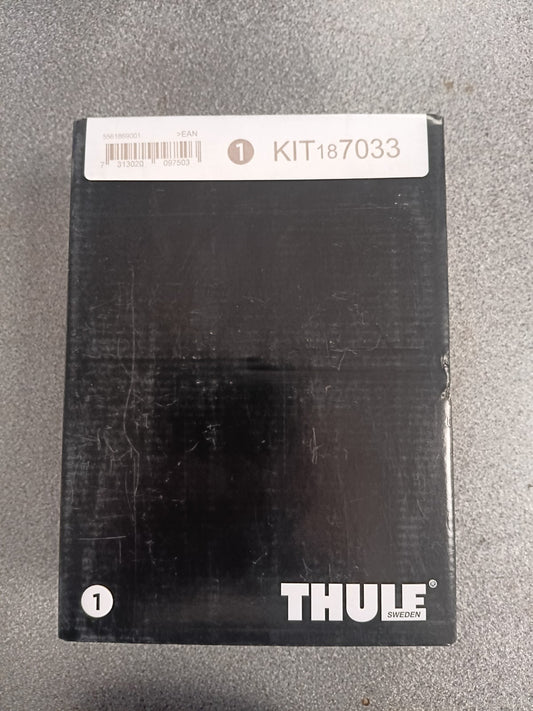 5561869001 >EAN
7 313020 097503
1 KIT187033
1
THULE®
SWEDEN